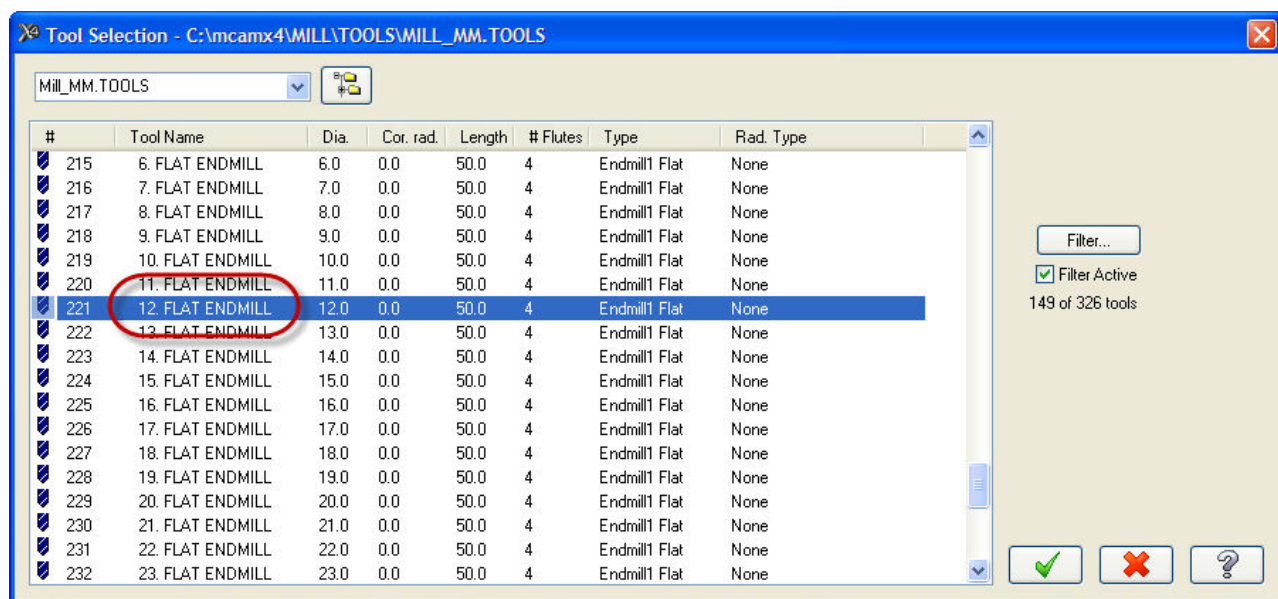 X4 Tool Selection - C:\mcamx4\MILL\TOOLS\MILL_MM.TOOLS
Mill_MM.TOOLS
# Tool Name Dia. Cor. rad. Length # Flutes Type Rad. Type
215 6. FLAT ENDMILL 6.0 0.0 50.0 4 Endmill1 Flat None
216 7. FLAT ENDMILL 7.0 0.0 50.0 4 Endmill1 Flat None
217 8. FLAT ENDMILL 8.0 0.0 50.0 4 Endmill1 Flat None
218 9. FLAT ENDMILL 9.0 0.0 50.0 4 Endmill1 Flat None
219 10. FLAT ENDMILL 10.0 0.0 50.0 4 Endmill1 Flat None
220 11. FLAT ENDMILL 11.0 0.0 50.0 4 Endmill1 Flat None
221 12. FLAT ENDMILL 12.0 0.0 50.0 4 Endmill1 Flat None
222 13. FLAT ENDMILL 13.0 0.0 50.0 4 Endmill1 Flat None
223 14. FLAT ENDMILL 14.0 0.0 50.0 4 Endmill1 Flat None
224 15. FLAT ENDMILL 15.0 0.0 50.0 4 Endmill1 Flat None
225 16. FLAT ENDMILL 16.0 0.0 50.0 4 Endmill1 Flat None
226 17. FLAT ENDMILL 17.0 0.0 50.0 4 Endmill1 Flat None
227 18. FLAT ENDMILL 18.0 0.0 50.0 4 Endmill1 Flat None
228 19. FLAT ENDMILL 19.0 0.0 50.0 4 Endmill1 Flat None
229 20. FLAT ENDMILL 20.0 0.0 50.0 4 Endmill1 Flat None
230 21. FLAT ENDMILL 21.0 0.0 50.0 4 Endmill1 Flat None
231 22. FLAT ENDMILL 22.0 0.0 50.0 4 Endmill1 Flat None
232 23. FLAT ENDMILL 23.0 0.0 50.0 4 Endmill1 Flat None
Filter...
Filter Active
149 of 326 tools